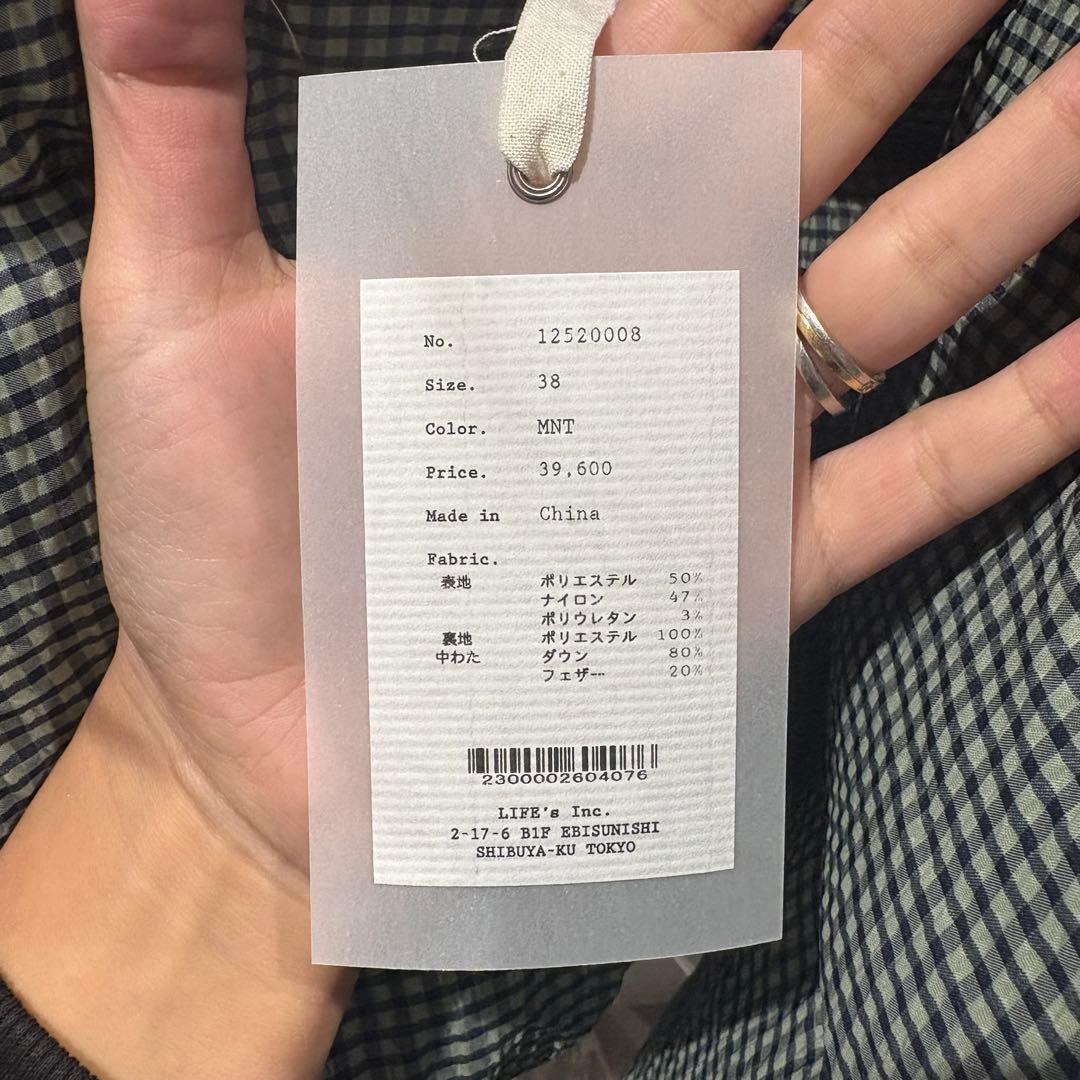 No. 12520008
Size. 38
Color. MNT
Price. 39,600
Made in China
Fabric.
表地 ポリエステル 50%
ナイロン 47%
ポリウレタン 3%
裏地 ポリエステル 100%
中わた ダウン 80%
フェザー 20%
2300002604076
LIFE's Inc.
2-17-6 B1F EBISUNISHI
SHIBUYA-KU TOKYO